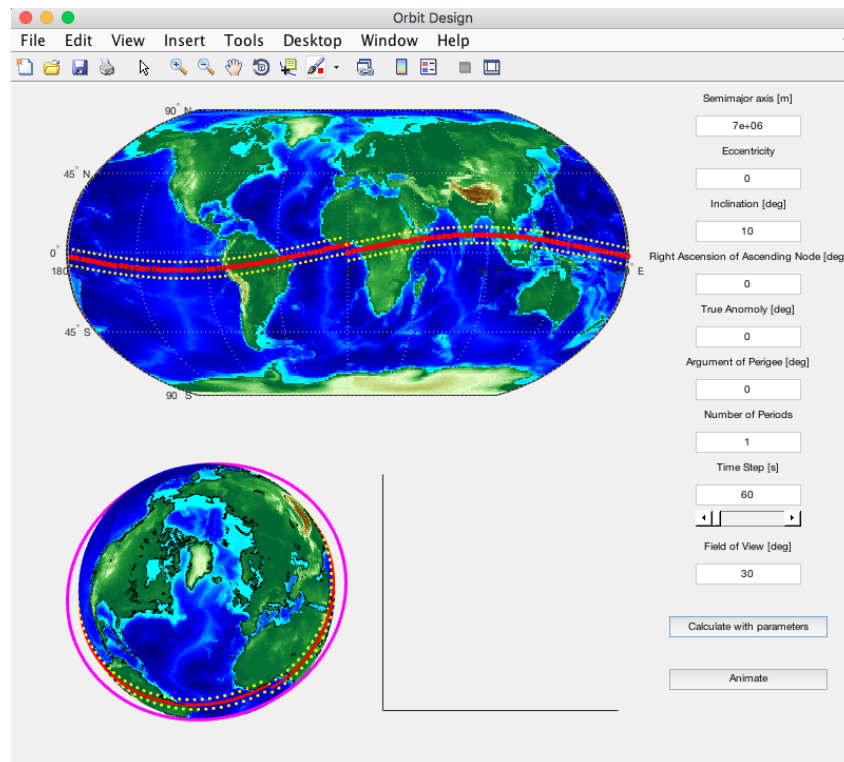 Orbit Design
File Edit View Insert Tools Desktop Window Help
90° N
45° N
0°
180
E
45° S
90° S
Semimajor axis [m]
7e+06
Eccentricity
0
Inclination [deg]
10
Right Ascension of Ascending Node [deg
0
True Anomoly [deg]
0
Argument of Perigee [deg]
0
Number of Periods
1
Time Step [s]
60
Field of View [deg]
30
Calculate with parameters
Animate